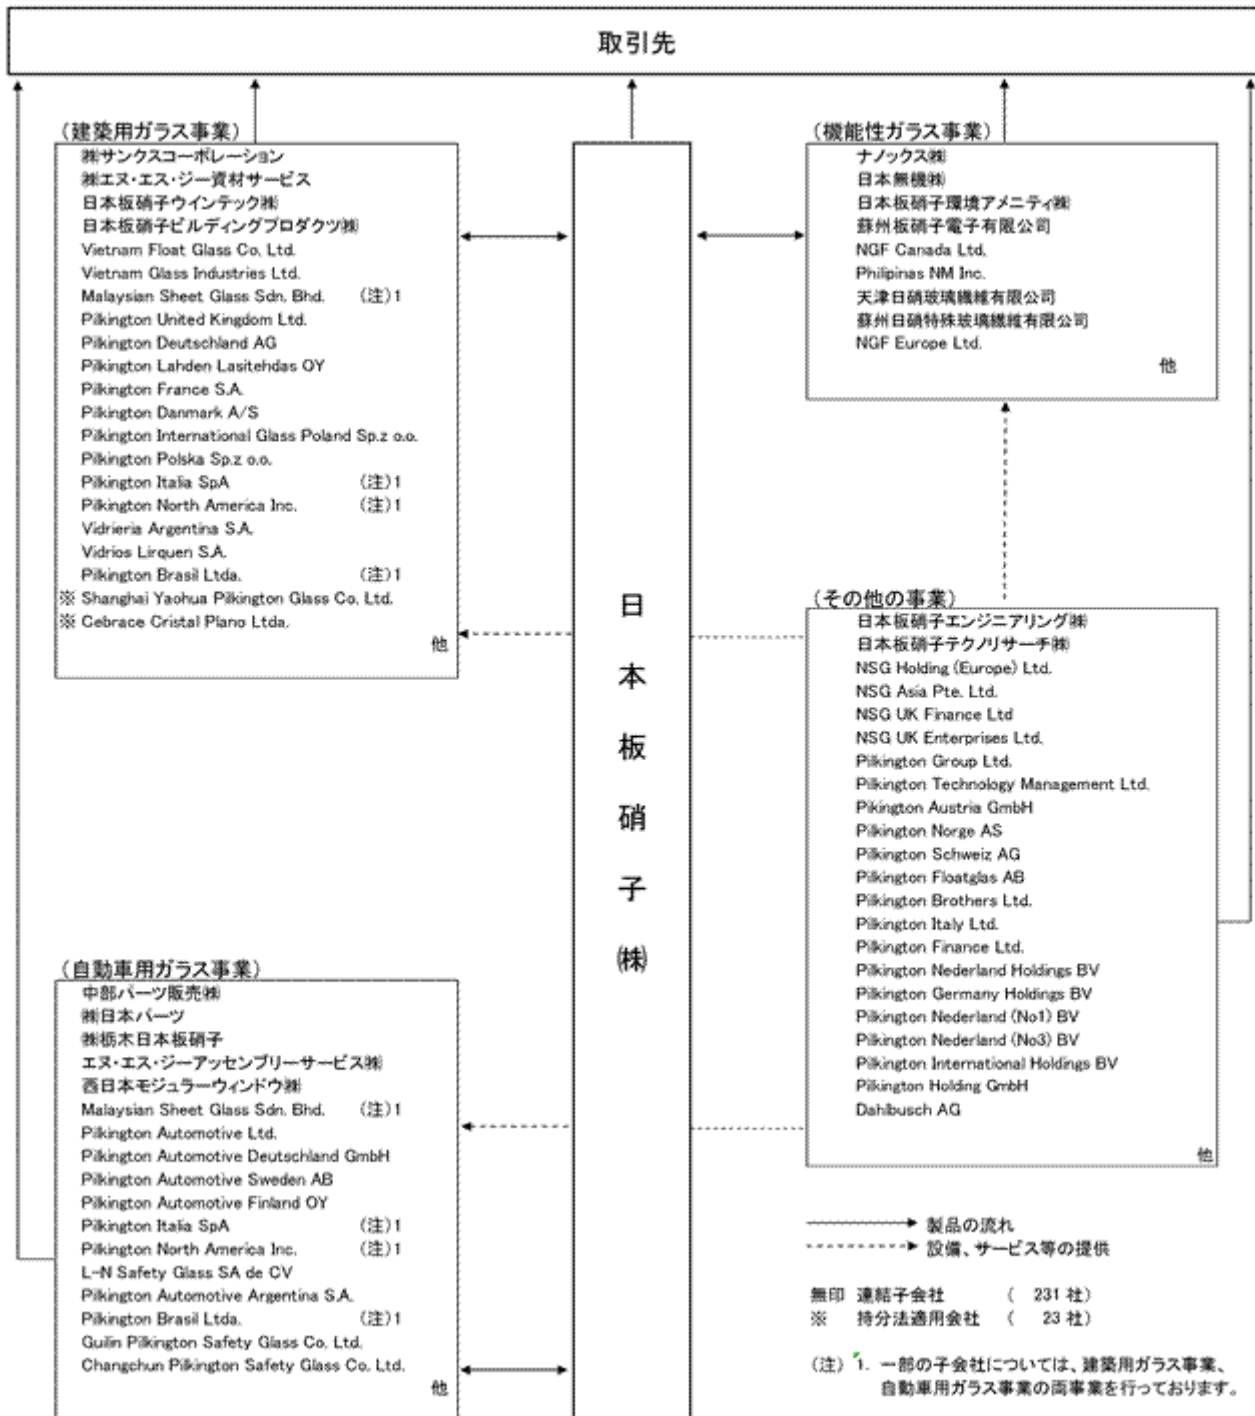 取引先
（建築用ガラス事業）
㈱サンクスコーポレーション
㈱エヌ・エス・ジー資材サービス
日本板硝子ウインテック㈱
日本板硝子ビルディングプロダクツ㈱
Vietnam Float Glass Co. Ltd.
Vietnam Glass Industries Ltd.
Malaysian Sheet Glass Sdn. Bhd. （注）1
Pilkington United Kingdom Ltd.
Pilkington Deutschland AG
Pilkington Lahden Lasitehdas OY
Pilkington France S.A.
Pilkington Danmark A/S
Pilkington International Glass Poland Sp.z o.o.
Pilkington Polska Sp.z o.o.
Pilkington Italia SpA （注）1
Pilkington North America Inc. （注）1
Vidrieria Argentina S.A.
Vidrios Lirquen S.A.
Pilkington Brasil Ltda. （注）1
※ Shanghai Yaohua Pilkington Glass Co. Ltd.
※ Cebrace Cristal Plano Ltda.
他
（自動車用ガラス事業）
中部パーツ販売㈱
㈱日本パーツ
㈱栃木日本板硝子
エヌ・エス・ジーアッセンブリーサービス㈱
西日本モジュラーウィンドウ㈱
Malaysian Sheet Glass Sdn. Bhd. （注）1
Pilkington Automotive Ltd.
Pilkington Automotive Deutschland GmbH
Pilkington Automotive Sweden AB
Pilkington Automotive Finland OY
Pilkington Italia SpA （注）1
Pilkington North America Inc. （注）1
L-N Safety Glass SA de CV
Pilkington Automotive Argentina S.A.
Pilkington Brasil Ltda. （注）1
Guilin Pilkington Safety Glass Co. Ltd.
Changchun Pilkington Safety Glass Co. Ltd.
他
日本板硝子㈱
（機能性ガラス事業）
ナノックス㈱
日本無機㈱
日本板硝子環境アメニティ㈱
蘇州板硝子電子有限公司
NGF Canada Ltd.
Philipinas NM Inc.
天津日硝玻璃繊維有限公司
蘇州日硝特殊玻璃繊維有限公司
NGF Europe Ltd.
他
（その他の事業）
日本板硝子エンジニアリング㈱
日本板硝子テクノリサーチ㈱
NSG Holding (Europe) Ltd.
NSG Asia Pte. Ltd.
NSG UK Finance Ltd
NSG UK Enterprises Ltd.
Pilkington Group Ltd.
Pilkington Technology Management Ltd.
Pikington Austria GmbH
Pilkington Norge AS
Pilkington Schweiz AG
Pilkington Floatglas AB
Pilkington Brothers Ltd.
Pilkington Italy Ltd.
Pilkington Finance Ltd.
Pilkington Nederland Holdings BV
Pilkington Germany Holdings BV
Pilkington Nederland (No1) BV
Pilkington Nederland (No3) BV
Pilkington International Holdings BV
Pilkington Holding GmbH
Dahlbusch AG
他
製品の流れ
設備、サービス等の提供
無印 連結子会社 （ 231 社）
※ 持分法適用会社 （ 23 社）
（注） 1. 一部の子会社については、建築用ガラス事業、
自動車用ガラス事業の両事業を行っております。